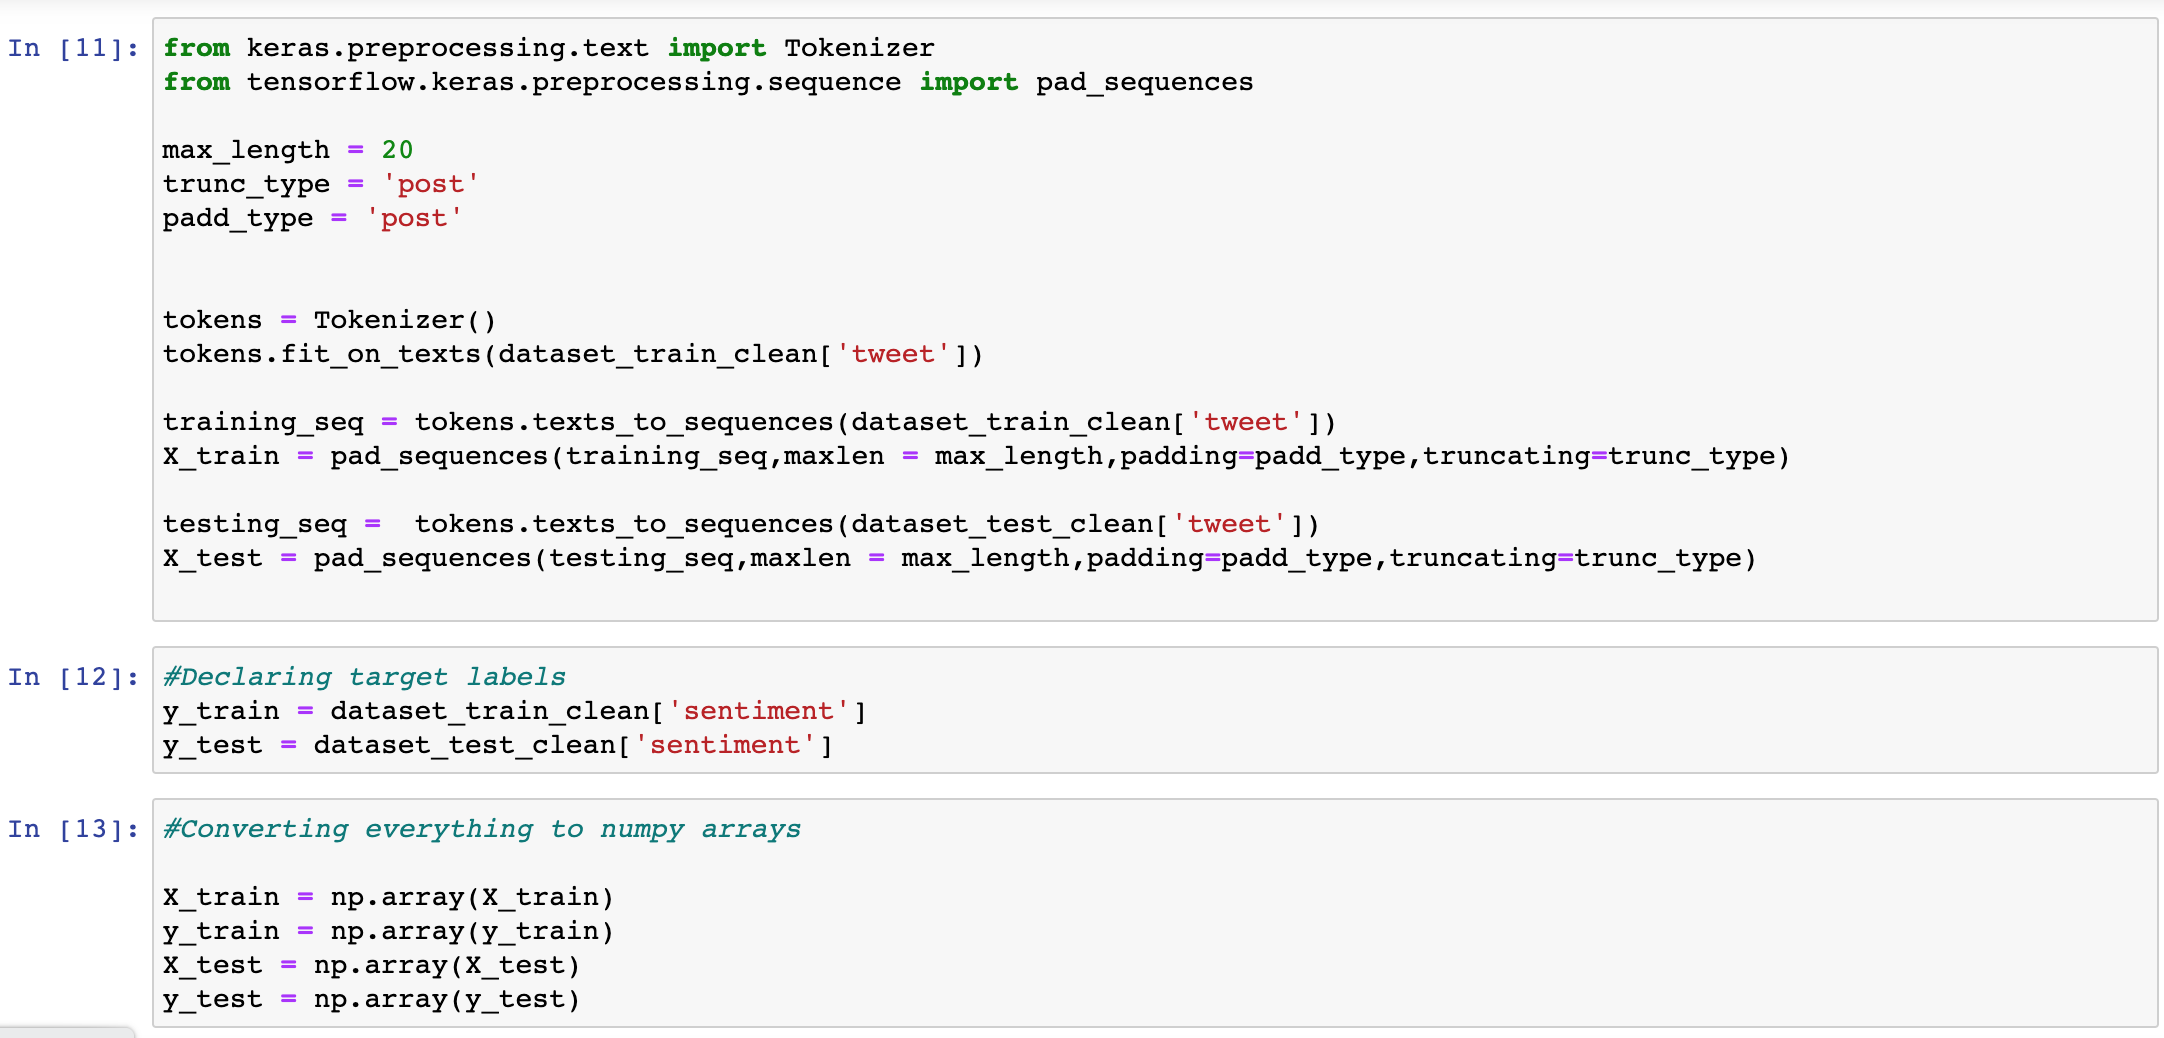 In [11]: from keras.preprocessing.text import Tokenizer
from tensorflow.keras.preprocessing.sequence import pad_sequences
max_length = 20
trunc_type = 'post'
padd_type = 'post'
tokens = Tokenizer()
tokens.fit_on_texts(dataset_train_clean['tweet'])
training_seq = tokens.texts_to_sequences(dataset_train_clean['tweet'])
X_train = pad_sequences(training_seq,maxlen = max_length,padding=padd_type,truncating=trunc_type)
testing_seq =  tokens.texts_to_sequences(dataset_test_clean['tweet'])
X_test = pad_sequences(testing_seq,maxlen = max_length,padding=padd_type,truncating=trunc_type)
In [12]: #Declaring target labels
y_train = dataset_train_clean['sentiment']
y_test = dataset_test_clean['sentiment']
In [13]: #Converting everything to numpy arrays
X_train = np.array(X_train)
y_train = np.array(y_train)
X_test = np.array(X_test)
y_test = np.array(y_test)